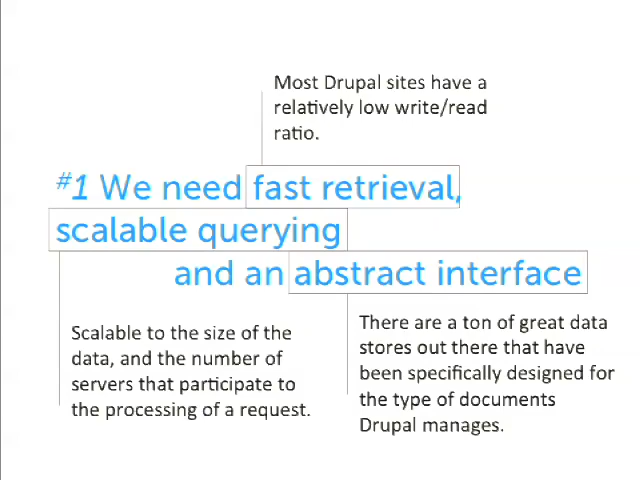 Most Drupal sites have a
relatively low write/read
ratio.
#1 We need fast retrieval,
scalable querying
and an abstract interface
Scalable to the size of the
data, and the number of
servers that participate to
the processing of a request.
There are a ton of great data
stores out there that have
been specifically designed for
the type of documents
Drupal manages.